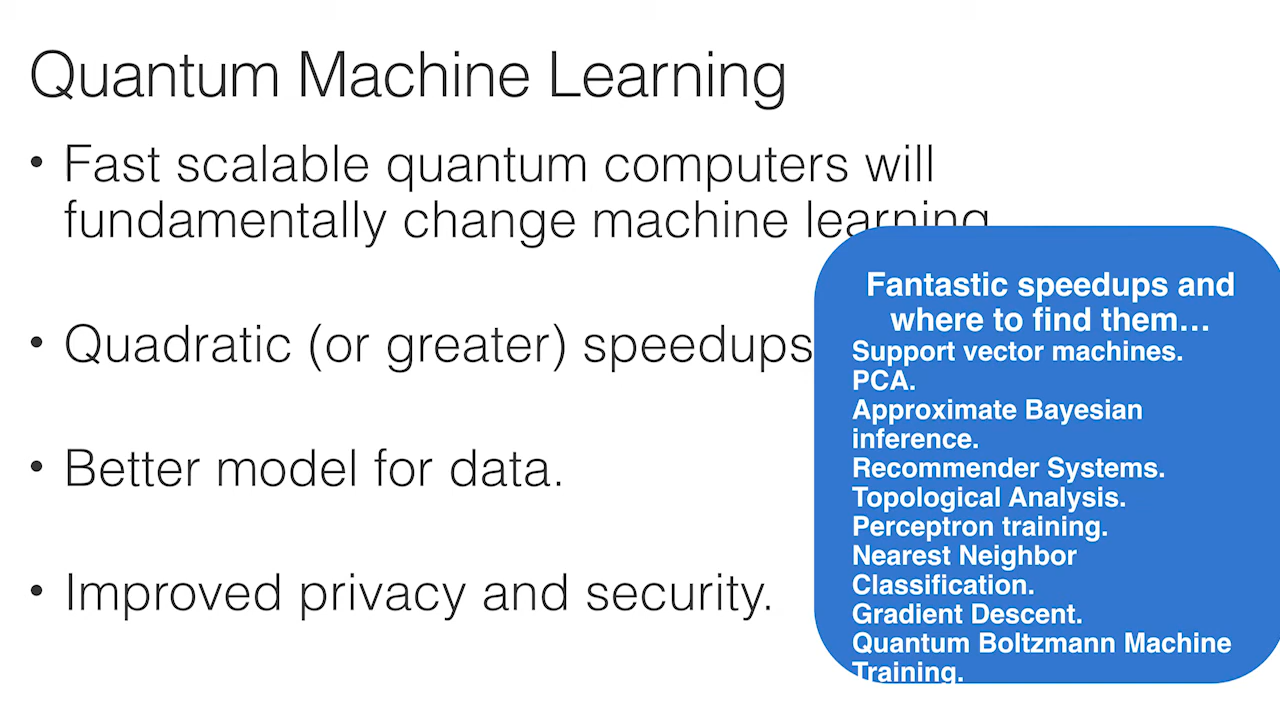 Quantum Machine Learning
• Fast scalable quantum computers will
fundamentally change machine learning
• Quadratic (or greater) speedups
• Better model for data.
• Improved privacy and security.
Fantastic speedups and
where to find them…
Support vector machines.
PCA.
Approximate Bayesian
inference.
Recommender Systems.
Topological Analysis.
Perceptron training.
Nearest Neighbor
Classification.
Gradient Descent.
Quantum Boltzmann Machine
Training.